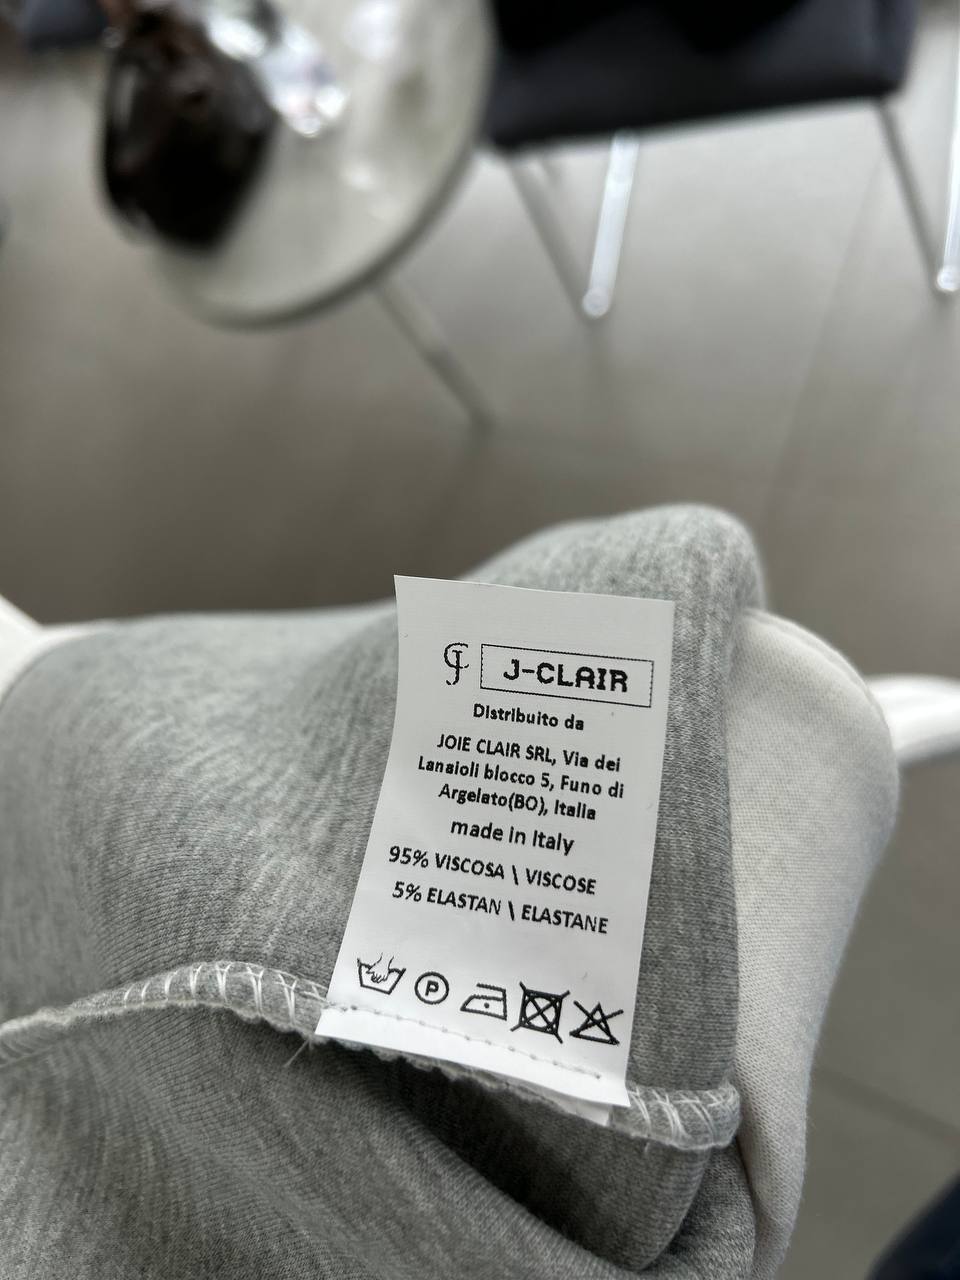 J-CLAIR
Distribuito da
JOIE CLAIR SRL, Via dei
Lanaioli blocco 5, Funo di
Argelato(BO), Italia
made in Italy
95% VISCOSA \ VISCOSE
5% ELASTAN \ ELASTANE
P